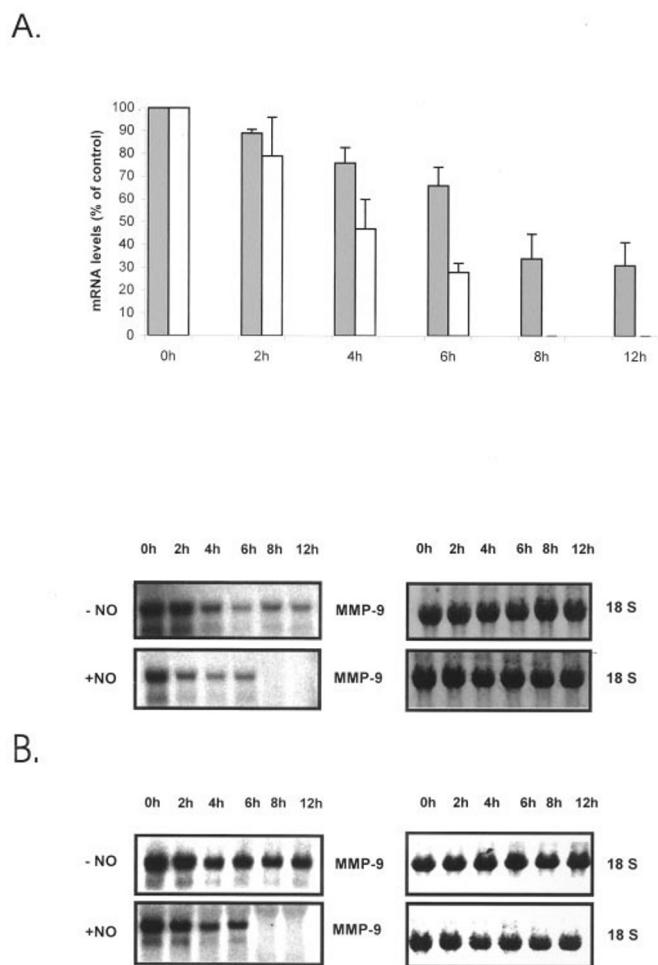 A.
mRNA levels (% of control)
100
90
80
70
60
50
40
30
20
10
0
0h 2h 4h 6h 8h 12h
0h 2h 4h 6h 8h 12h 0h 2h 4h 6h 8h 12h
- NO MMP-9 18 S
+NO MMP-9 18 S
B.
0h 2h 4h 6h 8h 12h 0h 2h 4h 6h 8h 12h
- NO MMP-9 18 S
+NO MMP-9 18 S